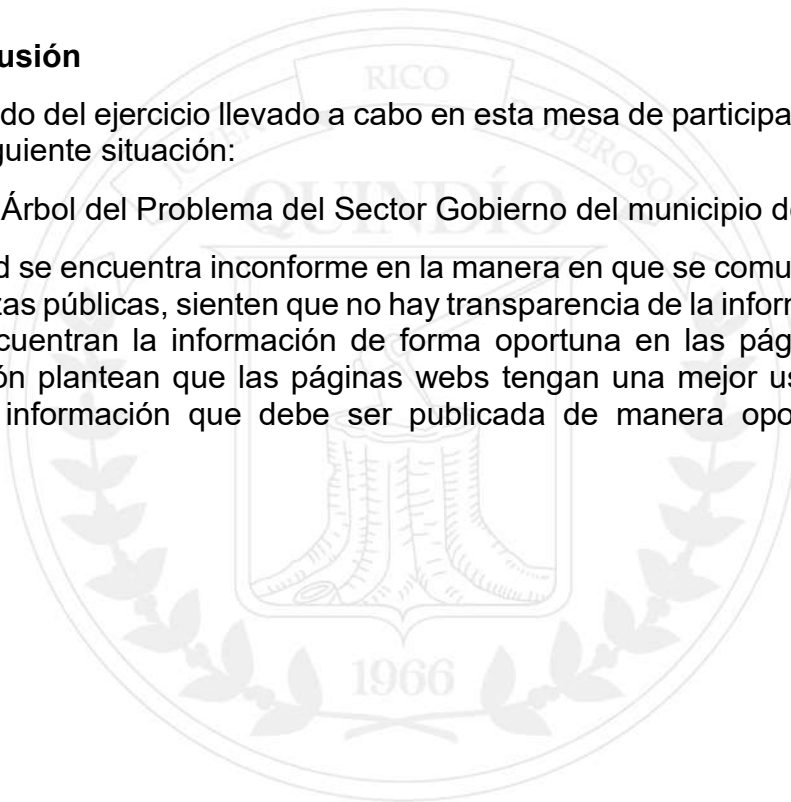 usión
RICO
do del ejercicio llevado a cabo en esta mesa de participa
guiente situación:
PODEROSO
QUINDÍO
Árbol del Problema del Sector Gobierno del municipio d
d se encuentra inconforme en la manera en que se comu
zas públicas, sienten que no hay transparencia de la infor
cuentran la información de forma oportuna en las pág
ón plantean que las páginas webs tengan una mejor us
información que debe ser publicada de manera opo
1966